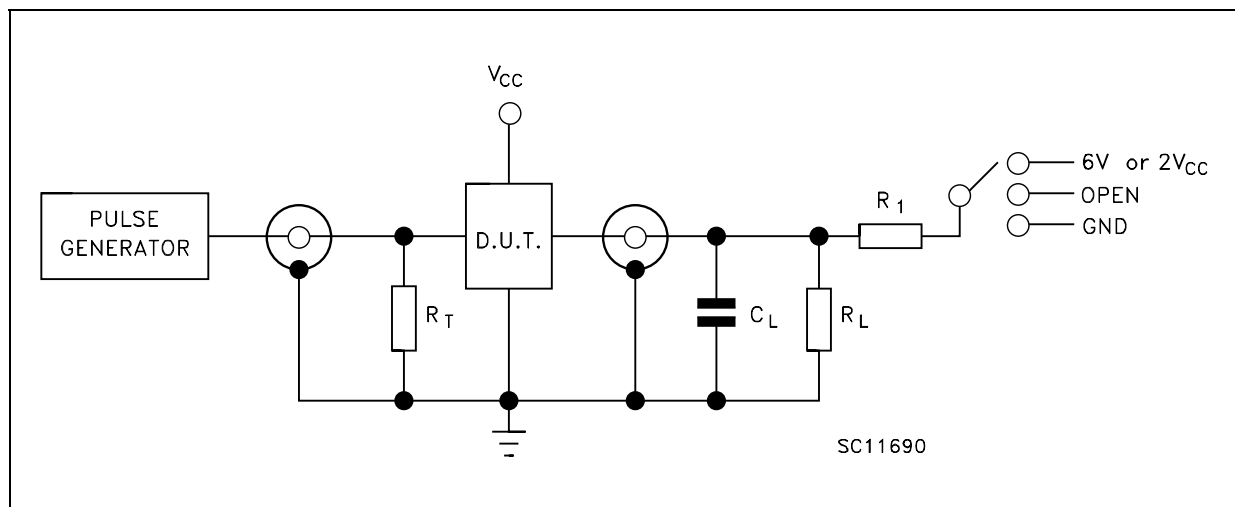 VCC
6V or 2VCC
OPEN
GND
R1
PULSE
GENERATOR
D.U.T.
RT
CL
RL
SC11690